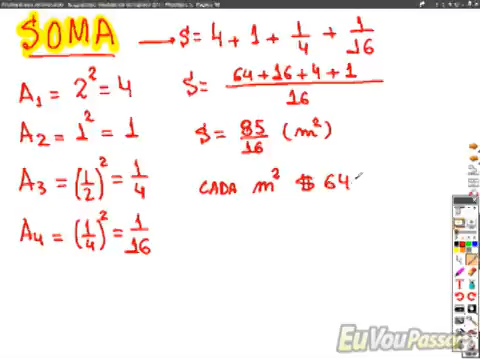 SOMA → S = 4 + 1 + 1/4 + 1/16
A1 = 2² = 4
S = (64 + 16 + 4 + 1)/16
A2 = 1² = 1
S = 85/16 (m²)
A3 = (1/2)² = 1/4
CADA m² $ 64
A4 = (1/4)² = 1/16
EuVouPassar